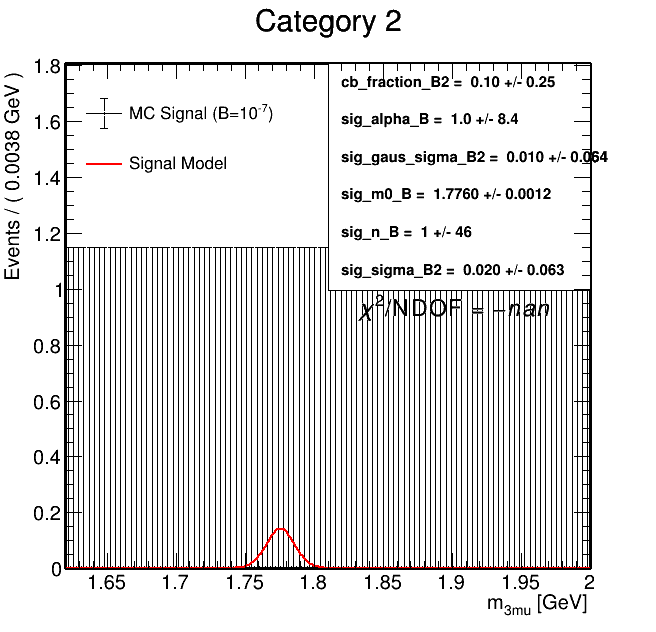 Category 2
Events / ( 0.0038 GeV )
1.8
1.6
1.4
1.2
1
0.8
0.6
0.4
0.2
0
MC Signal (B=10⁻⁷)
Signal Model
cb_fraction_B2 = 0.10 +/- 0.25
sig_alpha_B = 1.0 +/- 8.4
sig_gaus_sigma_B2 = 0.010 +/- 0.064
sig_m0_B = 1.7760 +/- 0.0012
sig_n_B = 1 +/- 46
sig_sigma_B2 = 0.020 +/- 0.063
χ²/NDOF = −nan
1.65 1.7 1.75 1.8 1.85 1.9 1.95 2
m₃mu [GeV]